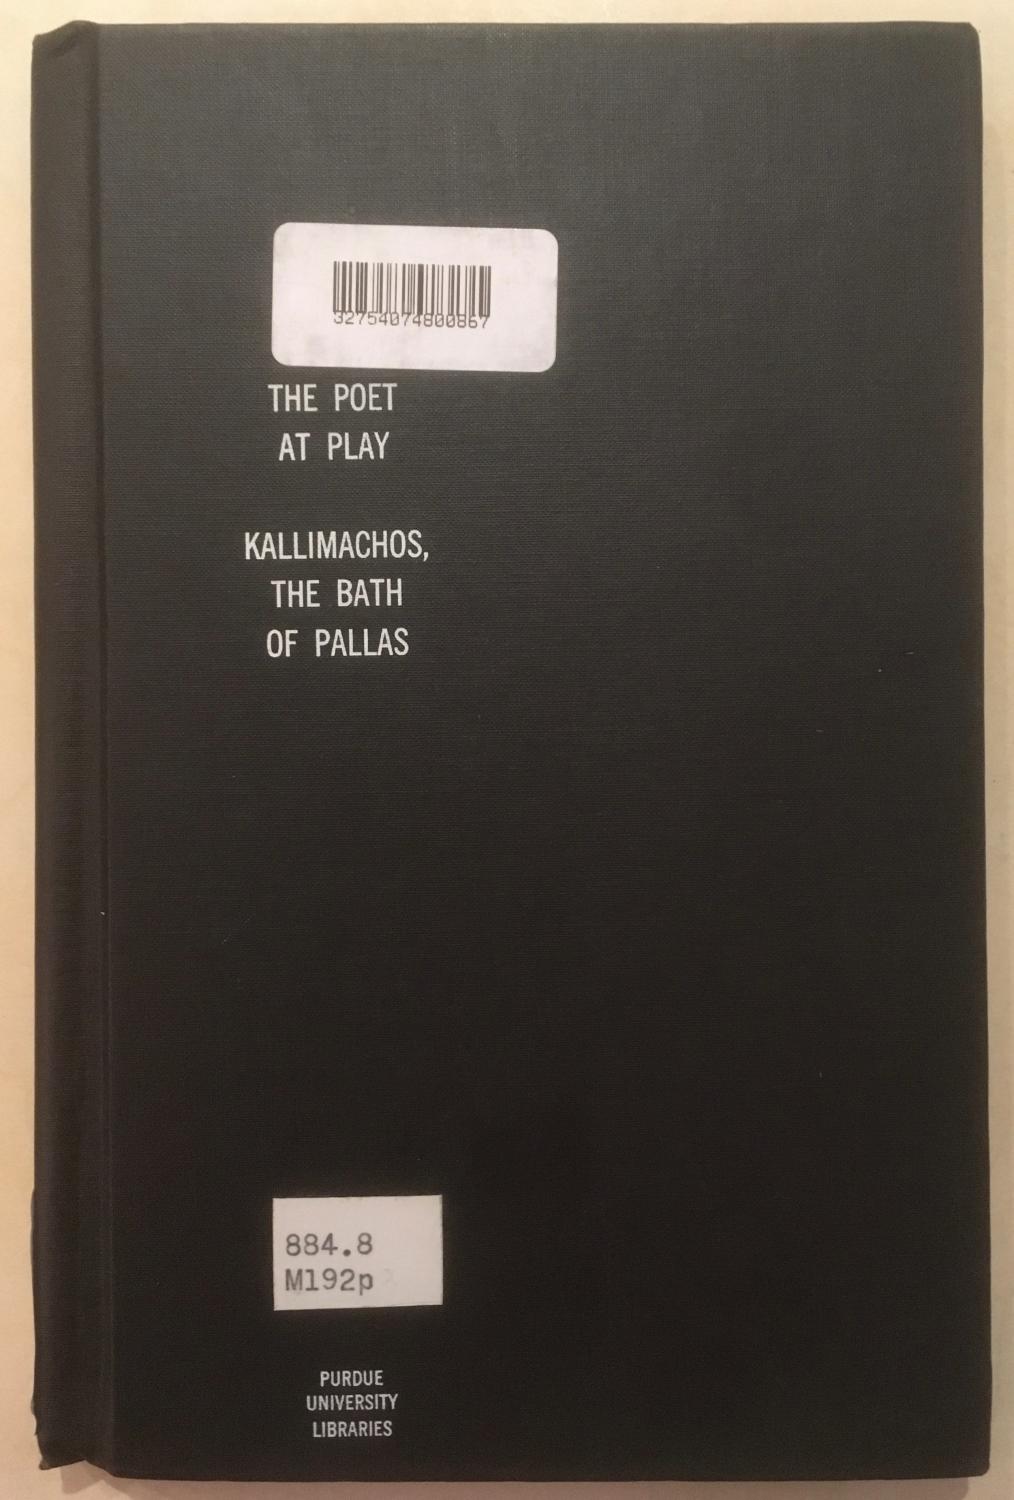 32754074800867
THE POET
AT PLAY
KALLIMACHOS,
THE BATH
OF PALLAS
884.8
M192p
PURDUE
UNIVERSITY
LIBRARIES